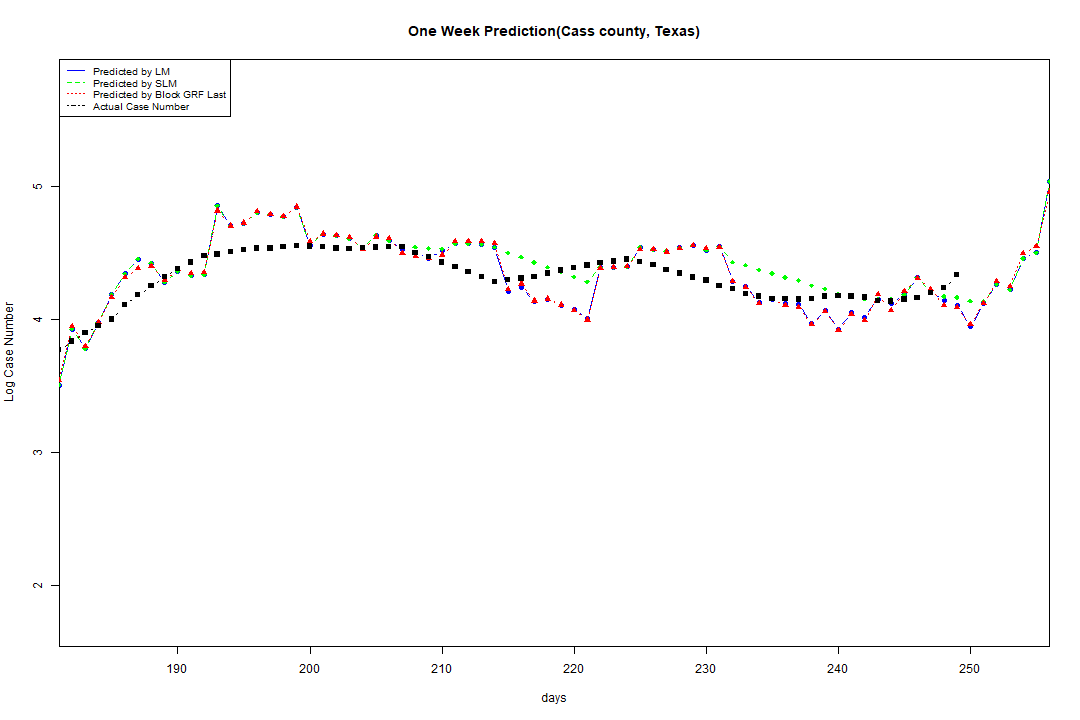 One Week Prediction(Cass county, Texas)
Predicted by LM
Predicted by SLM
Predicted by Block GRF Last
Actual Case Number
5
4
3
2
Log Case Number
190 200 210 220 230 240 250
days